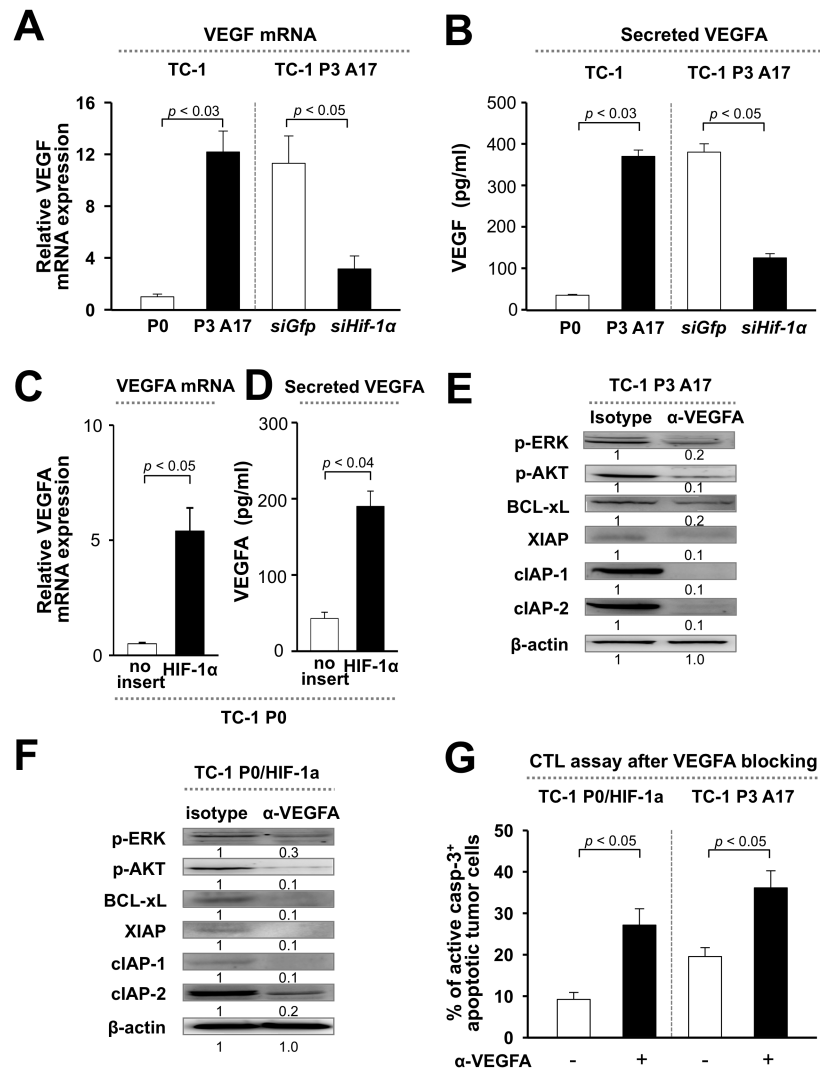 A
VEGF mRNA
TC-1
TC-1 P3 A17
Relative VEGF
mRNA expression
16
12
8
4
0
p < 0.03
p < 0.05
P0
P3 A17
siGfp
siHif-1α
B
Secreted VEGFA
TC-1
TC-1 P3 A17
VEGF (pg/ml)
500
400
300
200
100
0
p < 0.03
p < 0.05
P0
P3 A17
siGfp
siHif-1α
C
VEGFA mRNA
Relative VEGFA
mRNA expression
10
5
0
p < 0.05
no
insert
HIF-1α
D
Secreted VEGFA
VEGFA (pg/ml)
300
200
100
0
p < 0.04
no
insert
HIF-1α
TC-1 P0
E
TC-1 P3 A17
Isotype α-VEGFA
p-ERK
1 0.2
p-AKT
1 0.1
BCL-xL
1 0.2
XIAP
1 0.1
cIAP-1
1 0.1
cIAP-2
1 0.1
β-actin
1 1.0
F
TC-1 P0/HIF-1a
isotype α-VEGFA
p-ERK
1 0.3
p-AKT
1 0.1
BCL-xL
1 0.1
XIAP
1 0.1
cIAP-1
1 0.1
cIAP-2
1 0.2
β-actin
1 1.0
G
CTL assay after VEGFA blocking
TC-1 P0/HIF-1a
TC-1 P3 A17
% of active casp-3+
apoptotic tumor cells
50
40
30
20
10
0
p < 0.05
p < 0.05
α-VEGFA - + - +